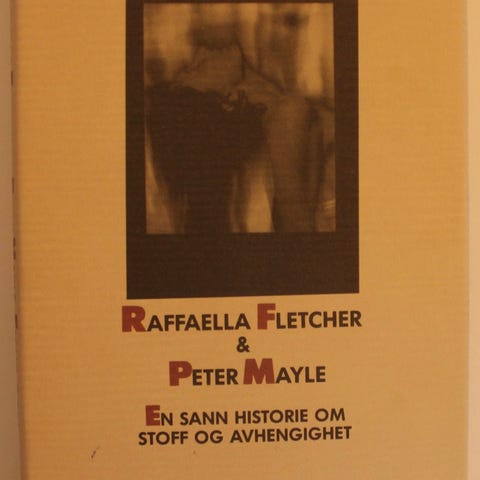 RAFFAELLA FLETCHER
&
PETER MAYLE
EN SANN HISTORIE OM
STOFF OG AVHENGIGHET